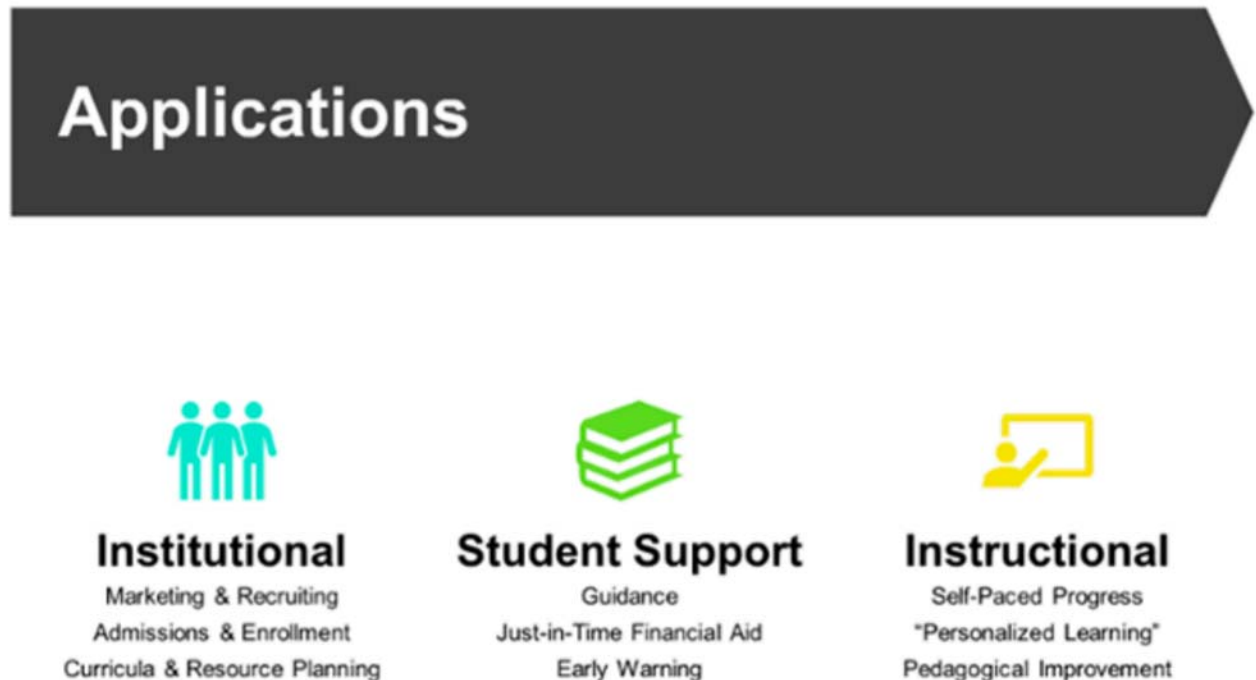 Applications
Institutional
Marketing & Recruiting
Admissions & Enrollment
Curricula & Resource Planning
Student Support
Guidance
Just-in-Time Financial Aid
Early Warning
Instructional
Self-Paced Progress
"Personalized Learning"
Pedagogical Improvement